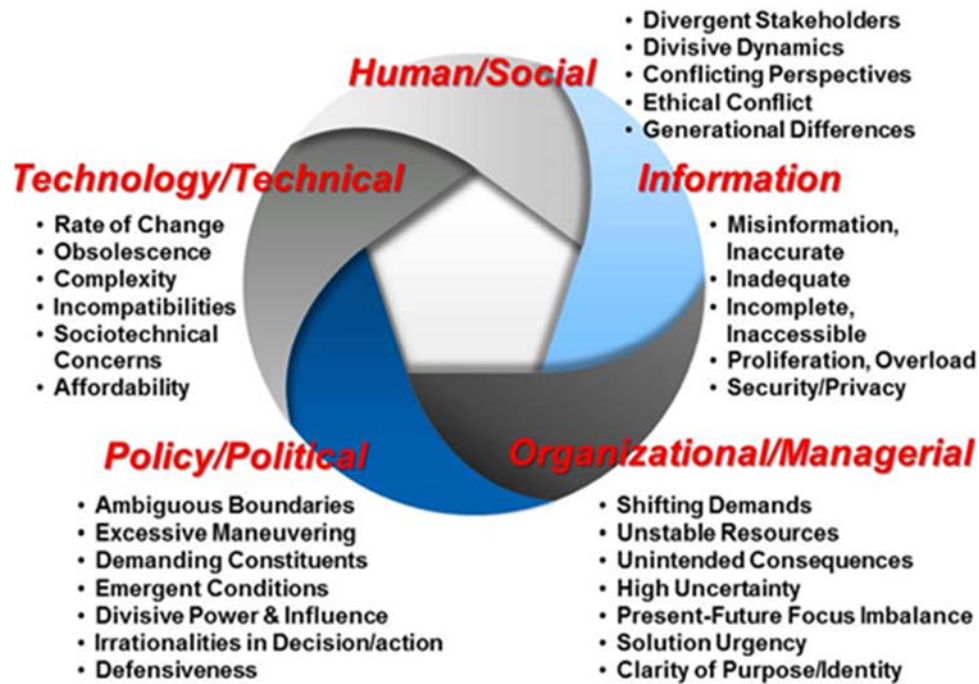 Human/Social
• Divergent Stakeholders
• Divisive Dynamics
• Conflicting Perspectives
• Ethical Conflict
• Generational Differences
Technology/Technical
• Rate of Change
• Obsolescence
• Complexity
• Incompatibilities
• Sociotechnical
Concerns
• Affordability
Information
• Misinformation,
Inaccurate
• Inadequate
• Incomplete,
Inaccessible
• Proliferation, Overload
• Security/Privacy
Policy/Political
• Ambiguous Boundaries
• Excessive Maneuvering
• Demanding Constituents
• Emergent Conditions
• Divisive Power & Influence
• Irrationalities in Decision/action
• Defensiveness
Organizational/Managerial
• Shifting Demands
• Unstable Resources
• Unintended Consequences
• High Uncertainty
• Present-Future Focus Imbalance
• Solution Urgency
• Clarity of Purpose/Identity